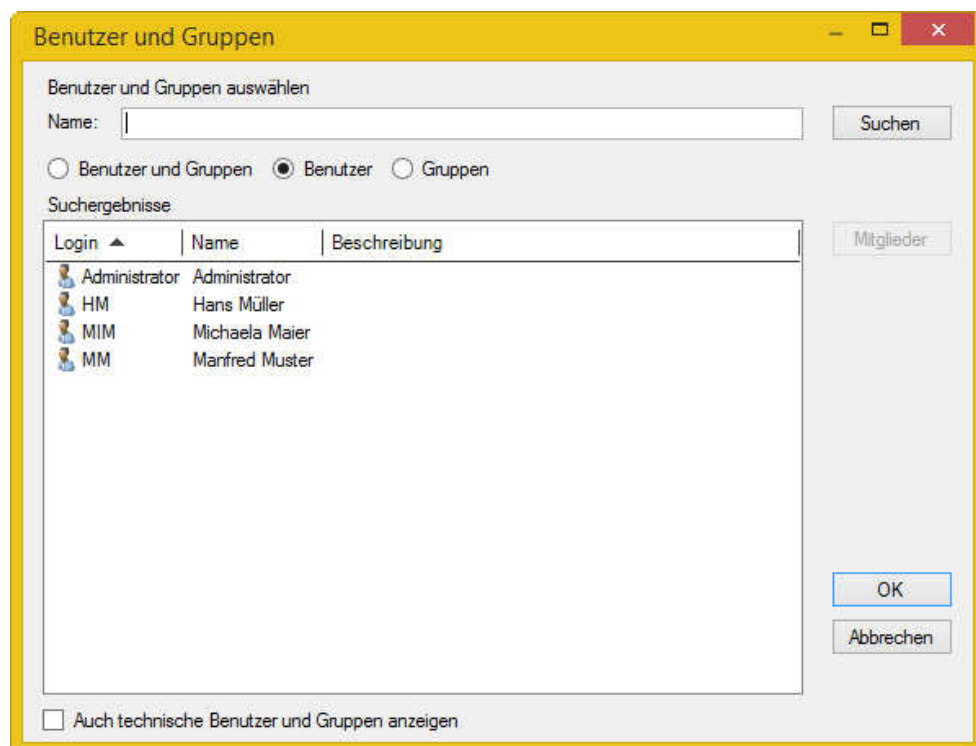 Benutzer und Gruppen
Benutzer und Gruppen auswählen
Name: Suchen
Benutzer und Gruppen Benutzer Gruppen
Suchergebnisse
Login Name Beschreibung Mitglieder
Administrator Administrator
HM Hans Müller
MIM Michaela Maier
MM Manfred Muster
OK
Abbrechen
Auch technische Benutzer und Gruppen anzeigen